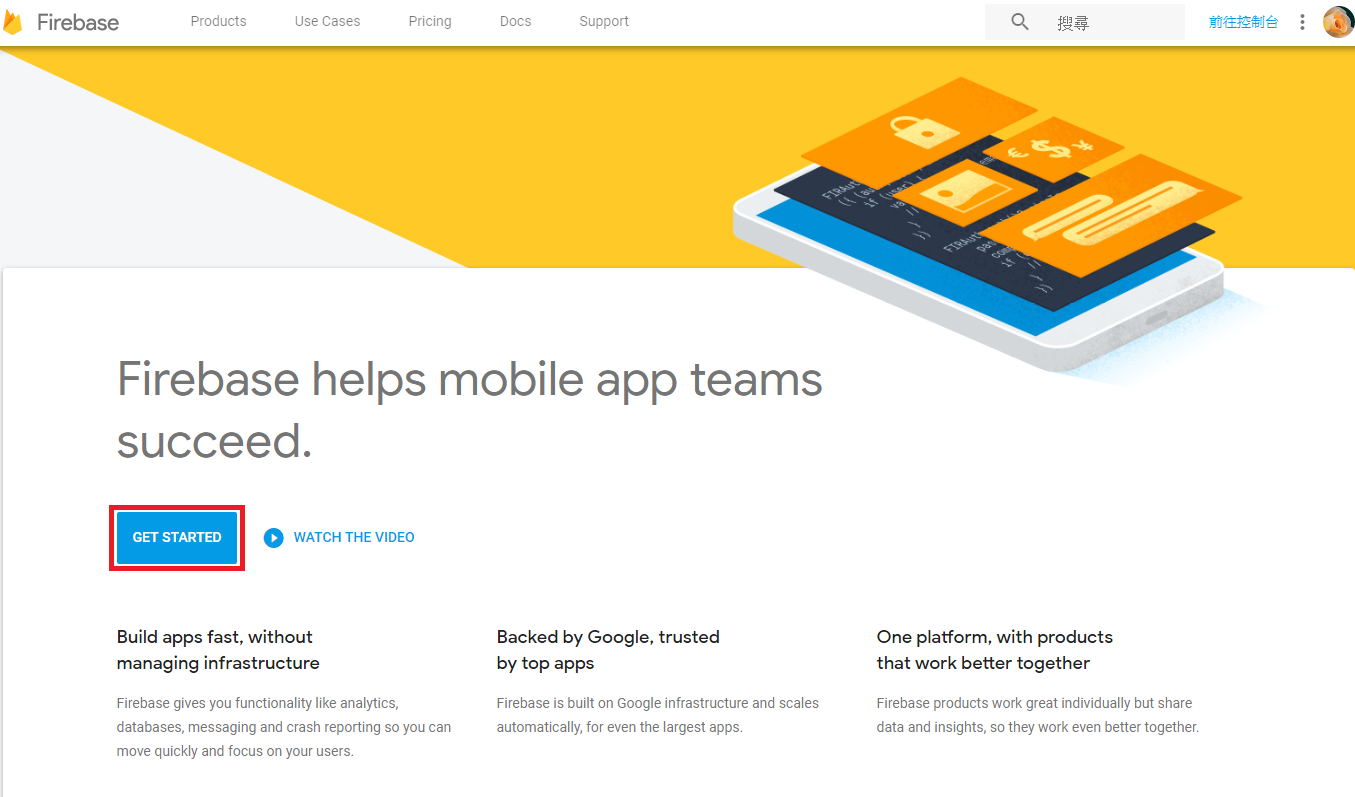 Firebase
Products
Use Cases
Pricing
Docs
Support
搜尋
前往控制台
Firebase helps mobile app teams
succeed.
GET STARTED
WATCH THE VIDEO
Build apps fast, without
managing infrastructure
Firebase gives you functionality like analytics,
databases, messaging and crash reporting so you can
move quickly and focus on your users.
Backed by Google, trusted
by top apps
Firebase is built on Google infrastructure and scales
automatically, for even the largest apps.
One platform, with products
that work better together
Firebase products work great individually but share
data and insights, so they work even better together.